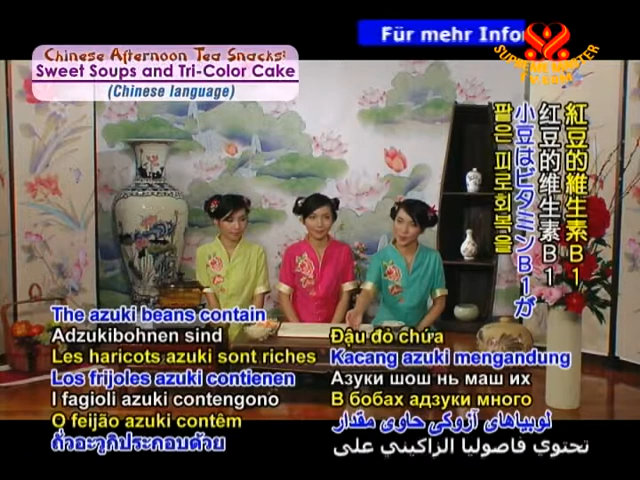 Für mehr Infor
SUPREME MASTER
Chinese Afternoon Tea Snacks:
Sweet Soups and Tri-Color Cake
(Chinese language)
紅豆的維生素B1
红豆的维生素B1
小豆はビタミンB1が
팥은 피로회복을
The azuki beans contain
Adzukibohnen sind
Les haricots azuki sont riches
Los frijoles azuki contienen
I fagioli azuki contengono
O feijão azuki contêm
ถั่วอะซูกิประกอบด้วย
Đậu đỏ chứa
Kacang azuki mengandung
Азуки шош нь маш их
В бобах адзуки много
لوبیاهای آزوکی حاوی مقدار
تحتوي فاصوليا الزاكيني على